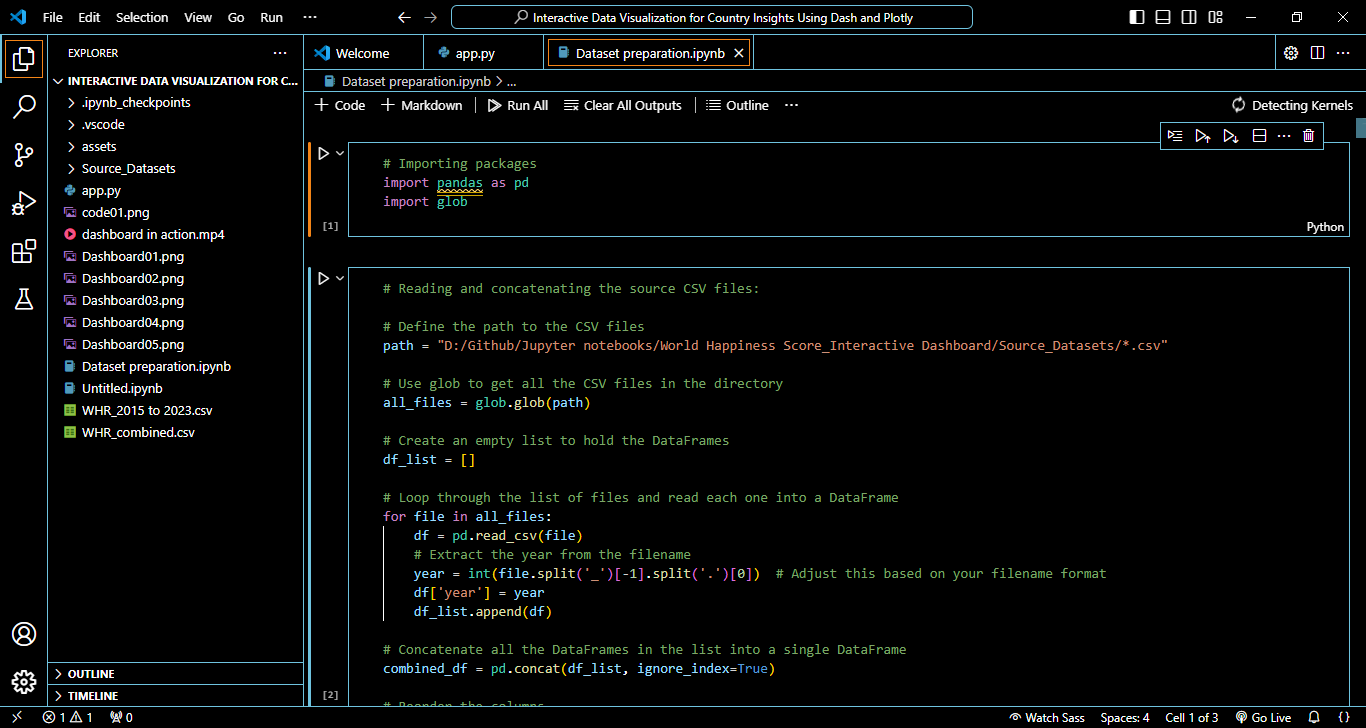 File Edit Selection View Go Run ···
Interactive Data Visualization for Country Insights Using Dash and Plotly
EXPLORER ···
INTERACTIVE DATA VISUALIZATION FOR C...
.ipynb_checkpoints
.vscode
assets
Source_Datasets
app.py
code01.png
dashboard in action.mp4
Dashboard01.png
Dashboard02.png
Dashboard03.png
Dashboard04.png
Dashboard05.png
Dataset preparation.ipynb
Untitled.ipynb
WHR_2015 to 2023.csv
WHR_combined.csv
OUTLINE
TIMELINE
Welcome app.py Dataset preparation.ipynb
Dataset preparation.ipynb > ...
+ Code + Markdown Run All Clear All Outputs Outline ··· Detecting Kernels
# Importing packages
import pandas as pd
import glob
[1]
Python
# Reading and concatenating the source CSV files:
# Define the path to the CSV files
path = "D:/Github/Jupyter notebooks/World Happiness Score_Interactive Dashboard/Source_Datasets/*.csv"
# Use glob to get all the CSV files in the directory
all_files = glob.glob(path)
# Create an empty list to hold the DataFrames
df_list = []
# Loop through the list of files and read each one into a DataFrame
for file in all_files:
    df = pd.read_csv(file)
    # Extract the year from the filename
    year = int(file.split('_')[-1].split('.')[0])  # Adjust this based on your filename format
    df['year'] = year
    df_list.append(df)
# Concatenate all the DataFrames in the list into a single DataFrame
combined_df = pd.concat(df_list, ignore_index=True)
[2]
# Reorder the columns
1 1 0 Watch Sass Spaces: 4 Cell 1 of 3 Go Live {}